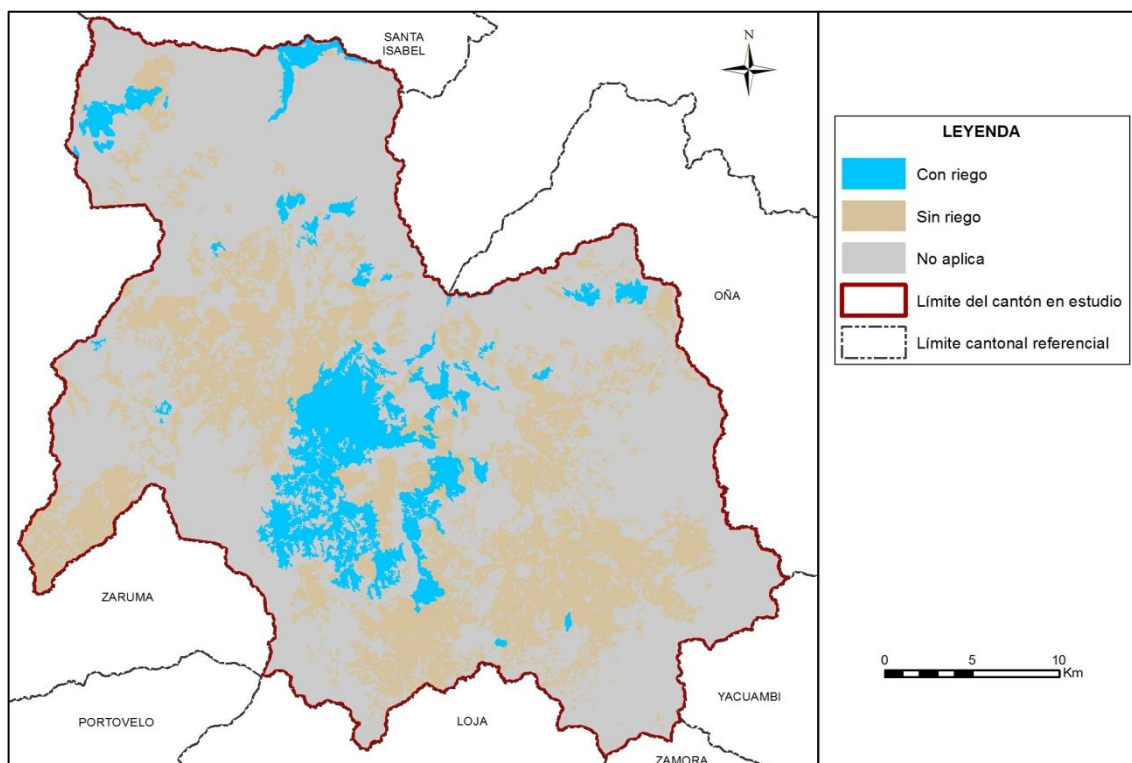 SANTA
ISABEL
N
OÑA
ZARUMA
PORTOVELO
LOJA
YACUAMBI
ZAMORA
LEYENDA
Con riego
Sin riego
No aplica
Límite del cantón en estudio
Límite cantonal referencial
0 5 10
Km